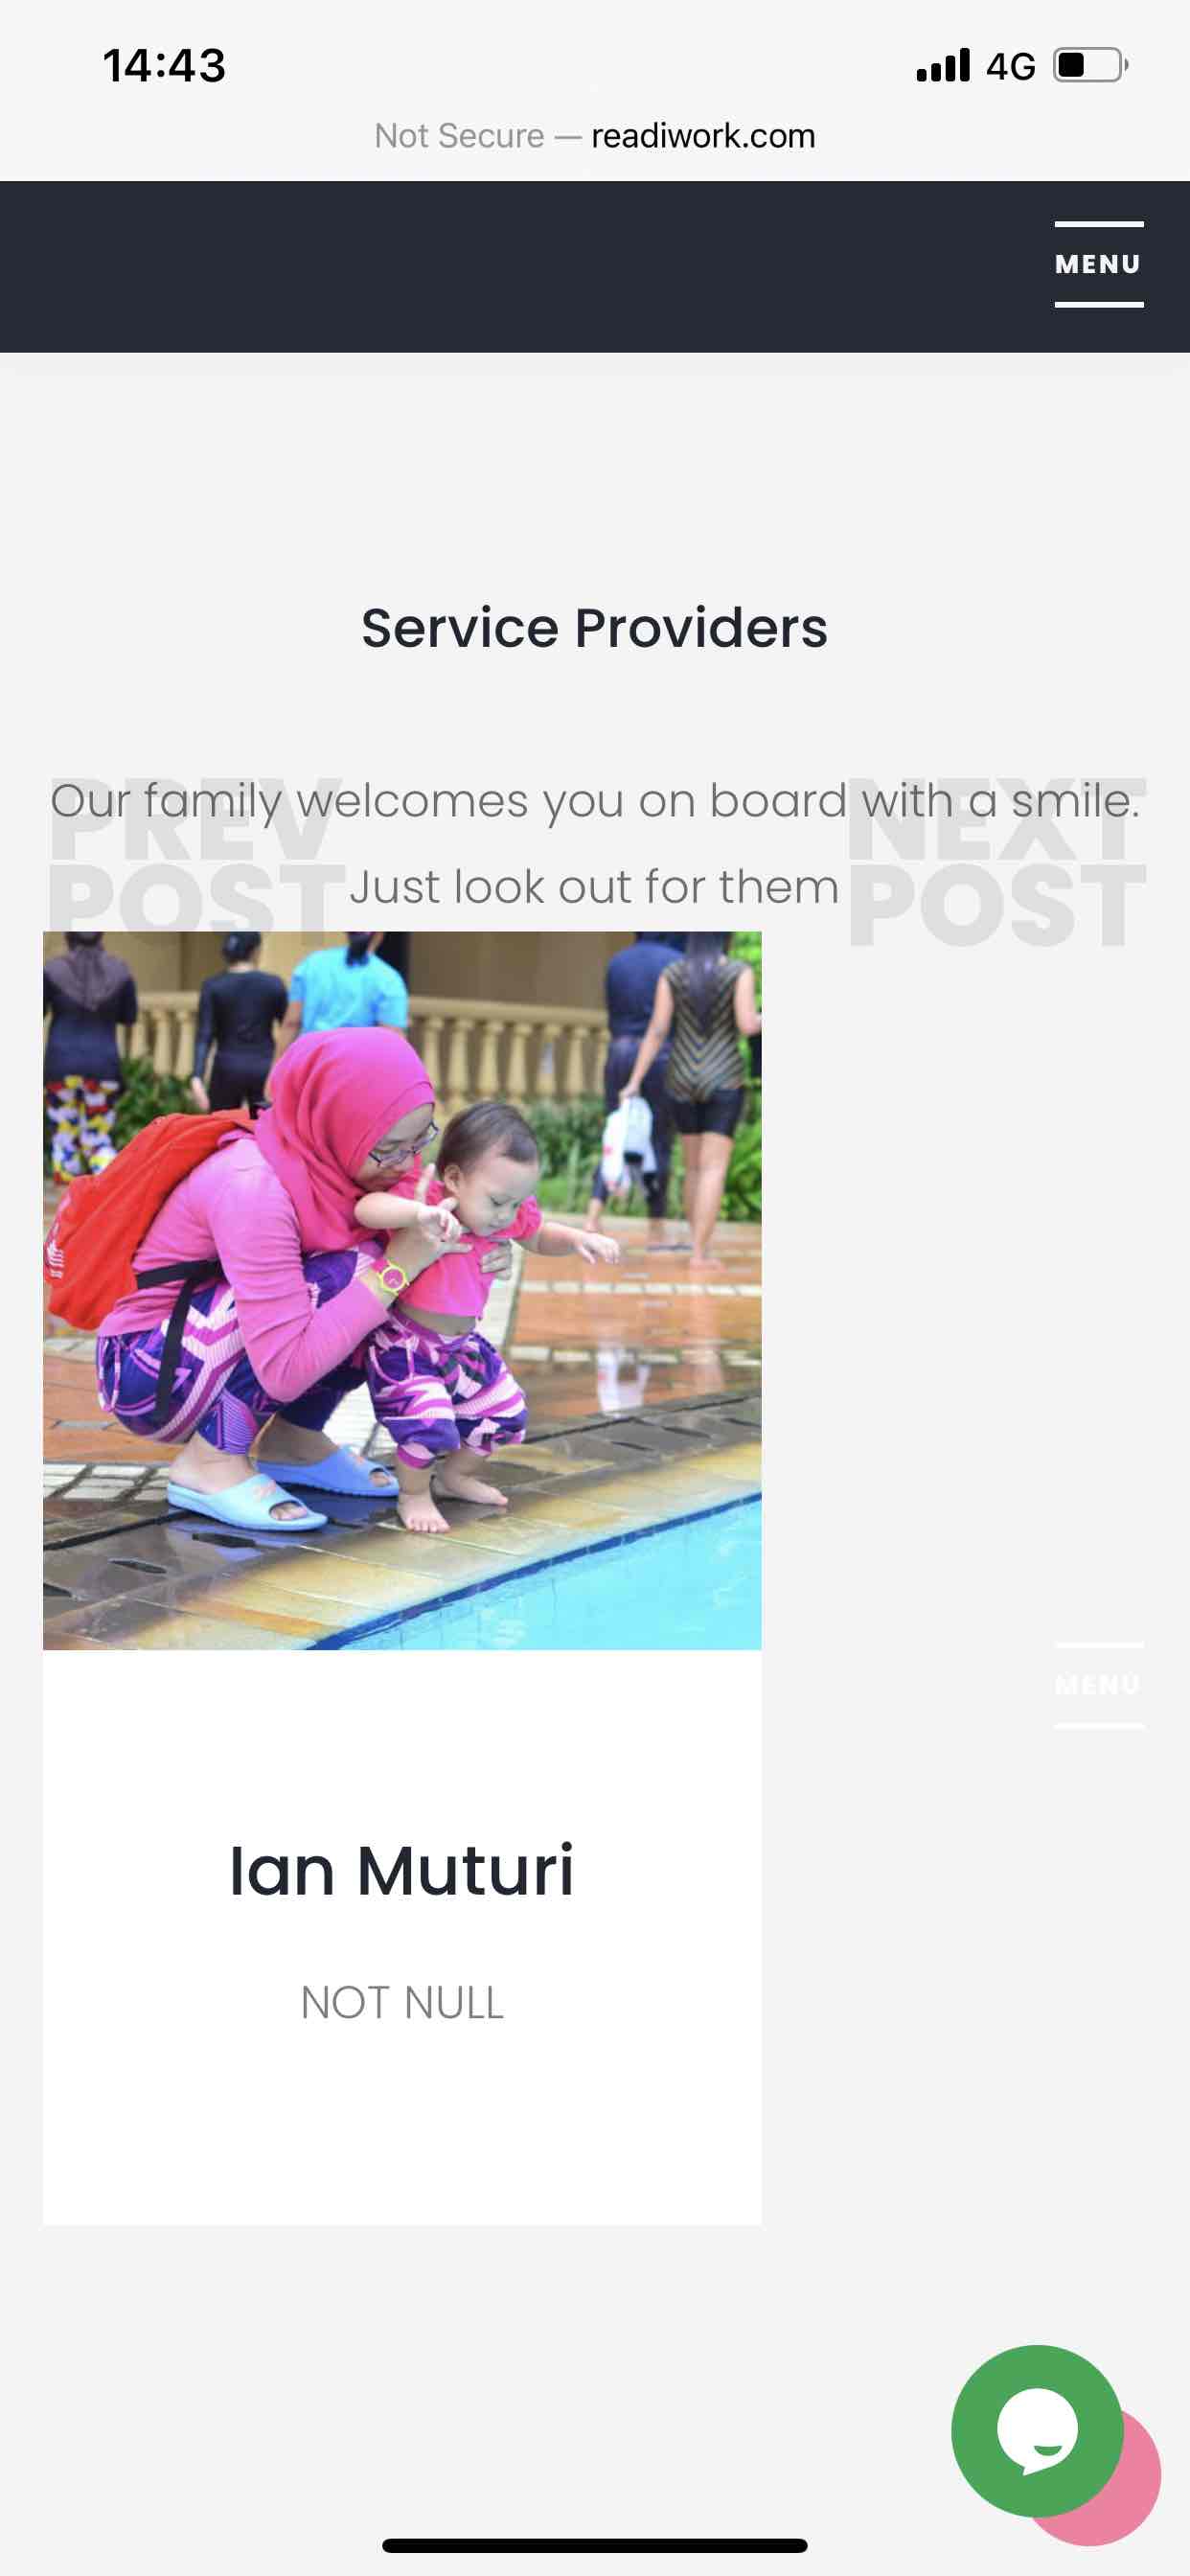 14:43
4G
Not Secure — readiwork.com
MENU
Service Providers
PREV
POST
NEXT
POST
Our family welcomes you on board with a smile.
Just look out for them
MENU
Ian Muturi
NOT NULL